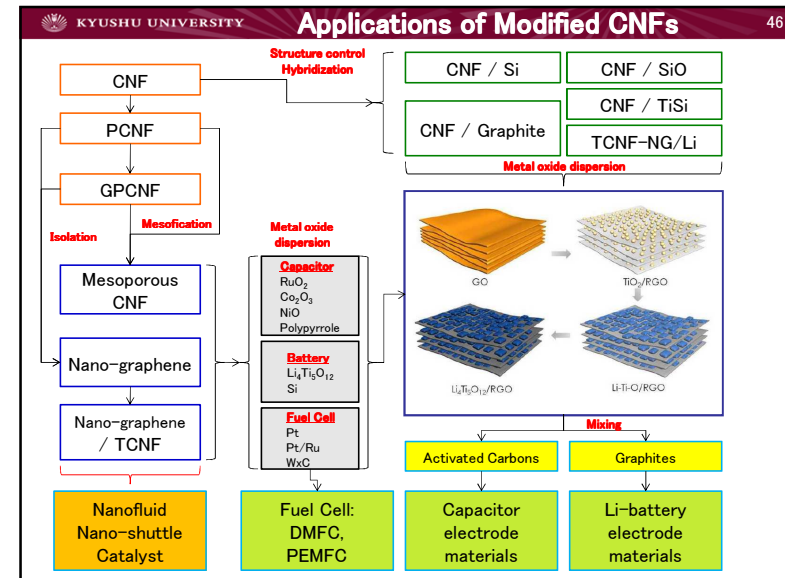 KYUSHU UNIVERSITY
Applications of Modified CNFs
46
Structure control
Hybridization
CNF
PCNF
GPCNF
Isolation
Mesofication
Mesoporous
CNF
Nano-graphene
Nano-graphene
/ TCNF
Nanofluid
Nano-shuttle
Catalyst
Metal oxide
dispersion
Capacitor
RuO₂
Co₂O₃
NiO
Polypyrrole
Battery
Li₄Ti₅O₁₂
Si
Fuel Cell
Pt
Pt/Ru
WxC
Fuel Cell:
DMFC,
PEMFC
CNF / Si
CNF / SiO
CNF / Graphite
CNF / TiSi
TCNF-NG/Li
Metal oxide dispersion
GO
TiO₂/RGO
Li₄Ti₅O₁₂/RGO
Li-Ti-O/RGO
Mixing
Activated Carbons
Graphites
Capacitor
electrode
materials
Li-battery
electrode
materials